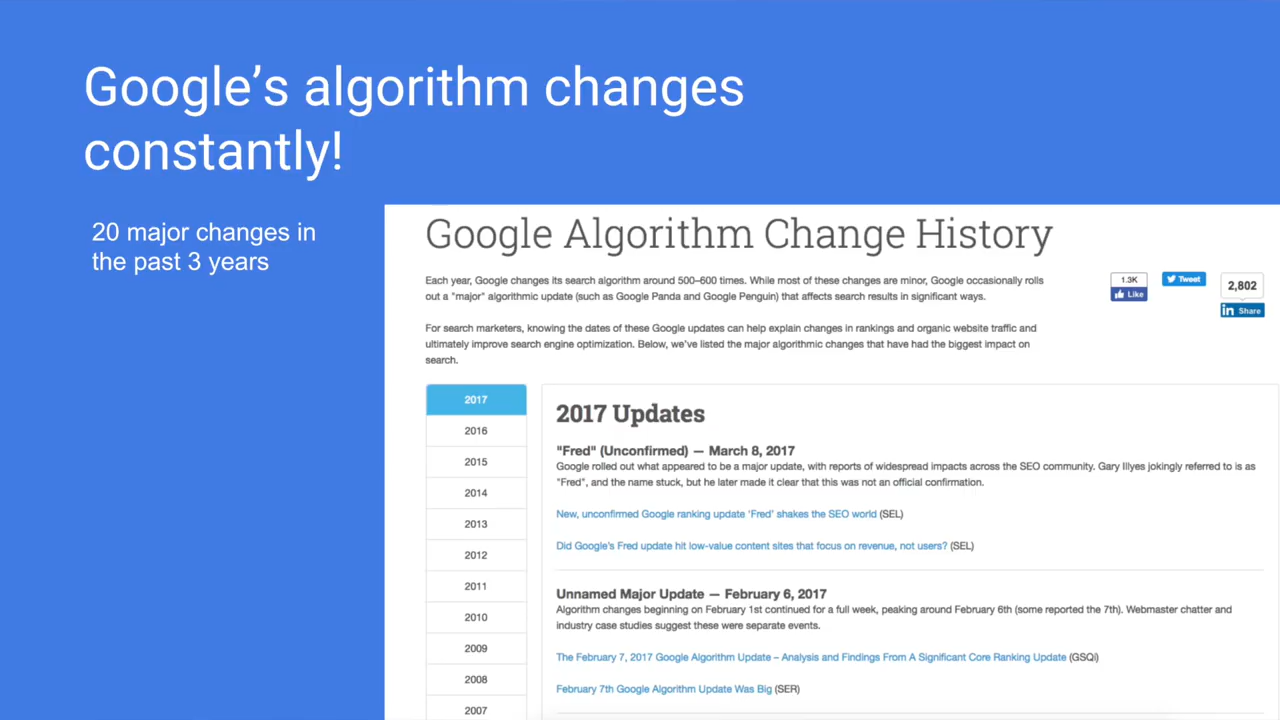 Google’s algorithm changes
constantly!
20 major changes in
the past 3 years
Google Algorithm Change History
Each year, Google changes its search algorithm around 500–600 times. While most of these changes are minor, Google occasionally rolls
out a "major" algorithmic update (such as Google Panda and Google Penguin) that affects search results in significant ways.
1.3K
Like
Tweet
2,802
in Share
For search marketers, knowing the dates of these Google updates can help explain changes in rankings and organic website traffic and
ultimately improve search engine optimization. Below, we’ve listed the major algorithmic changes that have had the biggest impact on
search.
2017
2016
2015
2014
2013
2012
2011
2010
2009
2008
2007
2017 Updates
"Fred" (Unconfirmed) — March 8, 2017
Google rolled out what appeared to be a major update, with reports of widespread impacts across the SEO community. Gary Illyes jokingly referred to is as
"Fred", and the name stuck, but he later made it clear that this was not an official confirmation.
New, unconfirmed Google ranking update ‘Fred’ shakes the SEO world (SEL)
Did Google’s Fred update hit low-value content sites that focus on revenue, not users? (SEL)
Unnamed Major Update — February 6, 2017
Algorithm changes beginning on February 1st continued for a full week, peaking around February 6th (some reported the 7th). Webmaster chatter and
industry case studies suggest these were separate events.
The February 7, 2017 Google Algorithm Update – Analysis and Findings From A Significant Core Ranking Update (GSQi)
February 7th Google Algorithm Update Was Big (SER)